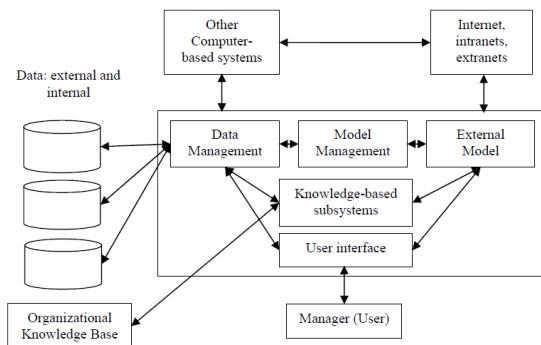 Other
Computer-
based systems
Internet,
intranets,
extranets
Data: external and
internal
Data
Management
Model
Management
External
Model
Knowledge-based
subsystems
User interface
Organizational
Knowledge Base
Manager (User)